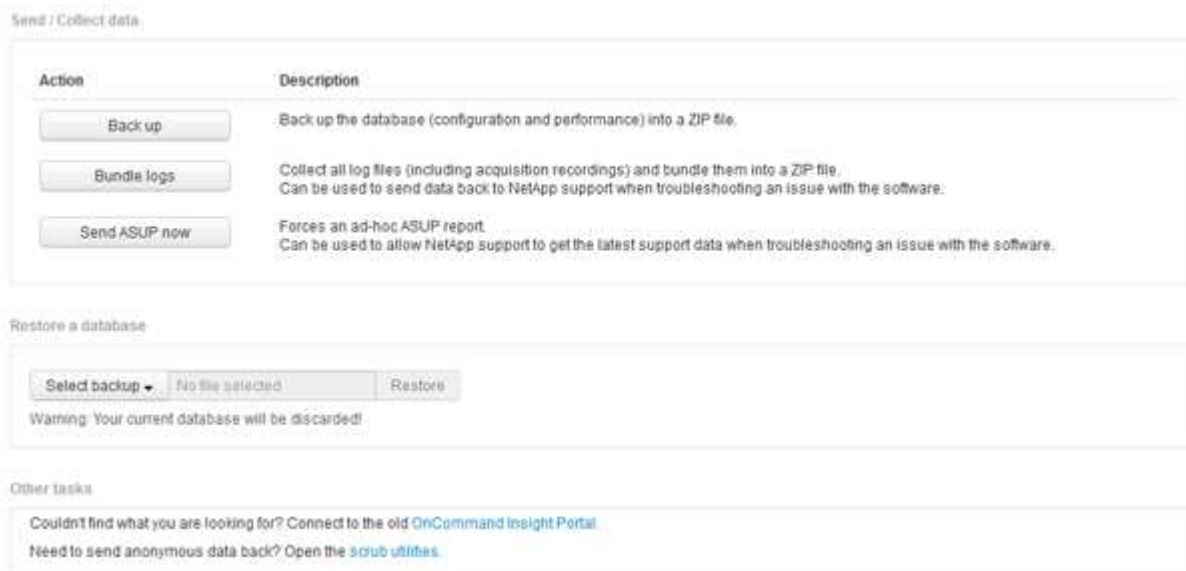 Send / Collect data
Action Description
Back up Back up the database (configuration and performance) into a ZIP file.
Bundle logs Collect all log files (including acquisition recordings) and bundle them into a ZIP file.
Can be used to send data back to NetApp support when troubleshooting an issue with the software.
Send ASUP now Forces an ad-hoc ASUP report.
Can be used to allow NetApp support to get the latest support data when troubleshooting an issue with the software.
Restore a database
Select backup No file selected Restore
Warning: Your current database will be discarded!
Other tasks
Couldn't find what you are looking for? Connect to the old OnCommand Insight Portal.
Need to send anonymous data back? Open the scrub utilities.